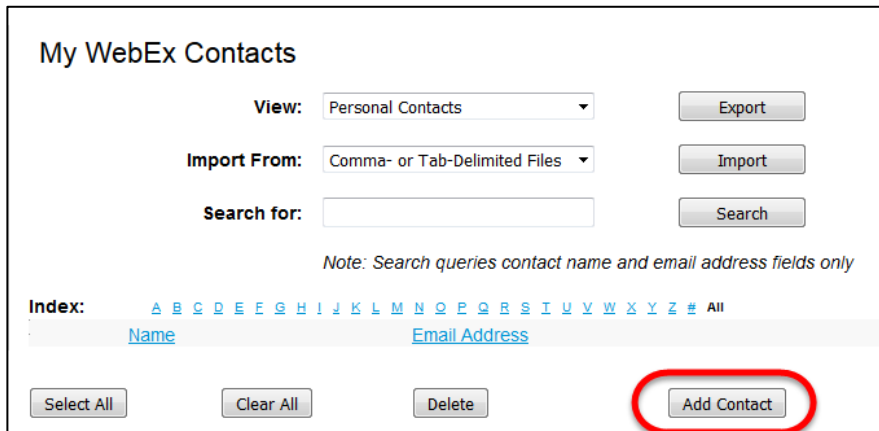 My WebEx Contacts
View: Personal Contacts Export
Import From: Comma- or Tab-Delimited Files Import
Search for: Search
Note: Search queries contact name and email address fields only
Index: A B C D E F G H I J K L M N O P Q R S T U V W X Y Z # All
Name Email Address
Select All Clear All Delete Add Contact